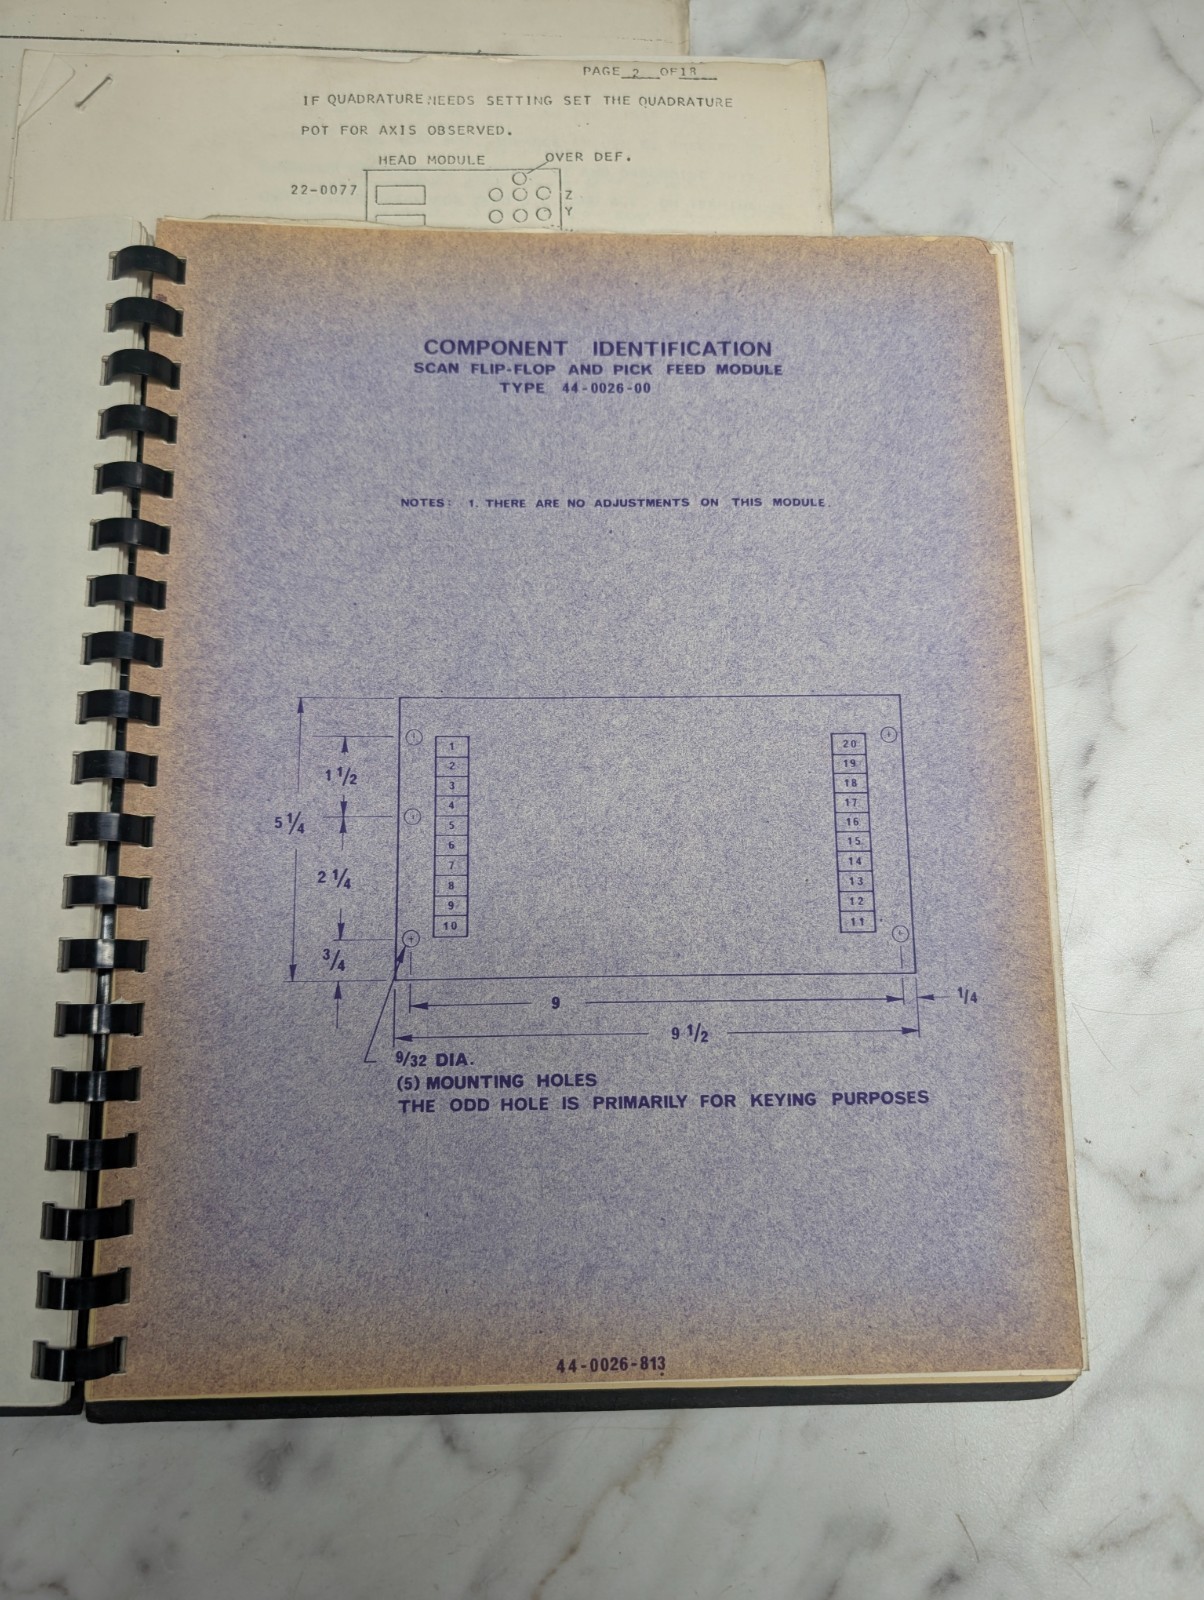 PAGE 2 OF 18
IF QUADRATURE NEEDS SETTING SET THE QUADRATURE
POT FOR AXIS OBSERVED.
HEAD MODULE
OVER DEF.
22-0077
Z
Y
COMPONENT IDENTIFICATION
SCAN FLIP-FLOP AND PICK FEED MODULE
TYPE 44-0026-00
NOTES: 1. THERE ARE NO ADJUSTMENTS ON THIS MODULE.
1 20
2 19
3 18
1 1/2
4 17
5 1/4
5 16
6 15
7 14
2 1/4
8 13
9 12
10 11
3/4
9
1/4
9 1/2
9/32 DIA.
(5) MOUNTING HOLES
THE ODD HOLE IS PRIMARILY FOR KEYING PURPOSES
44-0026-813